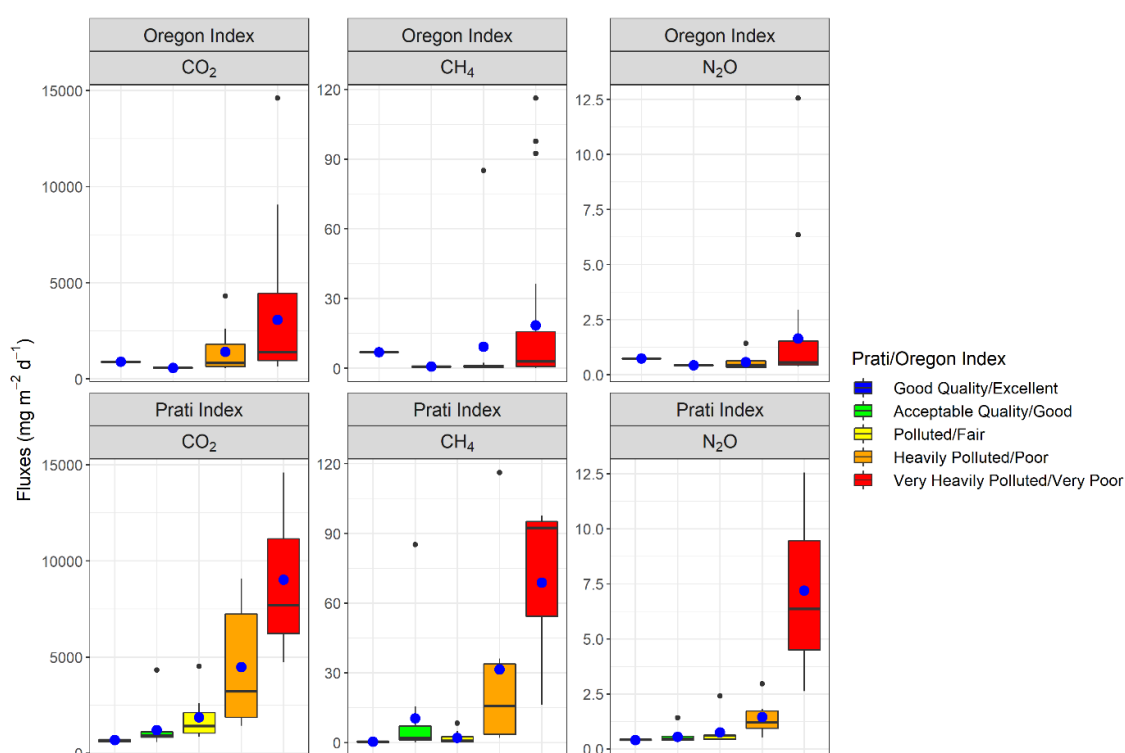 Oregon Index Oregon Index Oregon Index
CO₂ CH₄ N₂O
15000
10000
5000
0
120
90
60
30
0
12.5
10.0
7.5
5.0
2.5
0.0
Fluxes (mg m⁻² d⁻¹)
Prati Index Prati Index Prati Index
CO₂ CH₄ N₂O
15000
10000
5000
0
120
90
60
30
0
12.5
10.0
7.5
5.0
2.5
0.0
Prati/Oregon Index
Good Quality/Excellent
Acceptable Quality/Good
Polluted/Fair
Heavily Polluted/Poor
Very Heavily Polluted/Very Poor